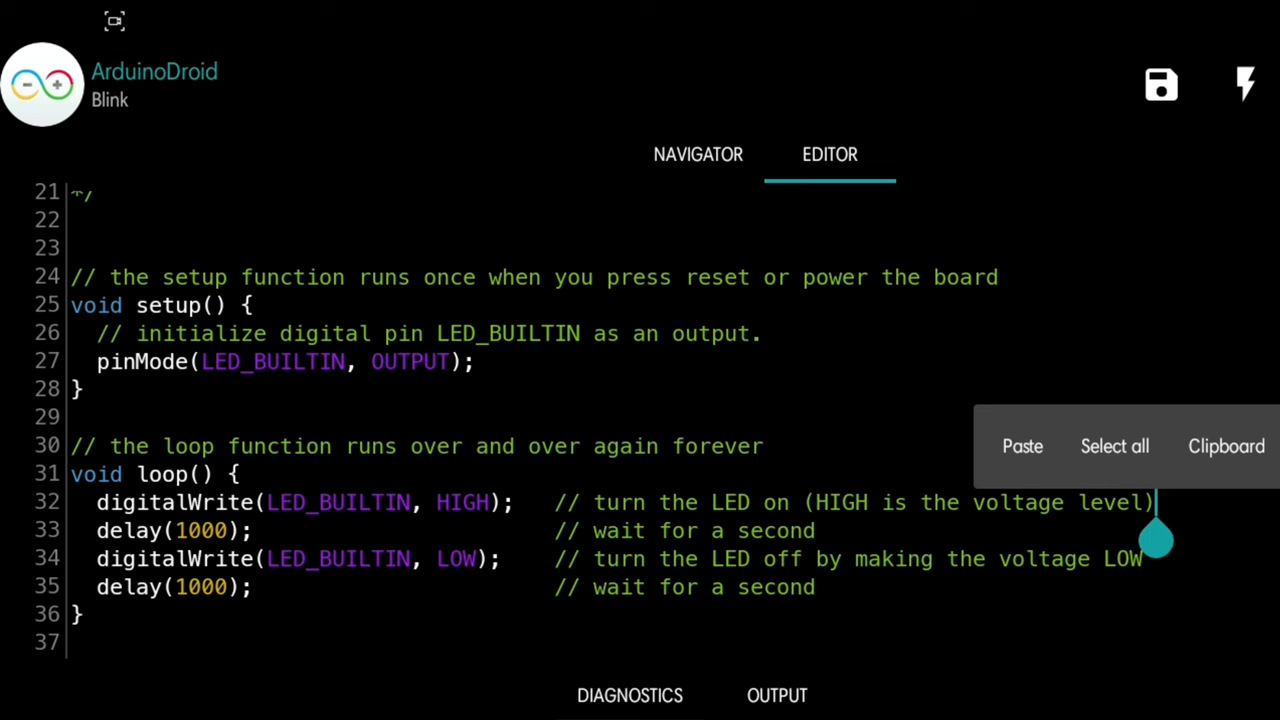 ArduinoDroid
Blink
NAVIGATOR EDITOR
21 */
22
23
24 // the setup function runs once when you press reset or power the board
25 void setup() {
26   // initialize digital pin LED_BUILTIN as an output.
27   pinMode(LED_BUILTIN, OUTPUT);
28 }
29
30 // the loop function runs over and over again forever
Paste Select all Clipboard
31 void loop() {
32   digitalWrite(LED_BUILTIN, HIGH);   // turn the LED on (HIGH is the voltage level)
33   delay(1000);                       // wait for a second
34   digitalWrite(LED_BUILTIN, LOW);    // turn the LED off by making the voltage LOW
35   delay(1000);                       // wait for a second
36 }
37
DIAGNOSTICS OUTPUT